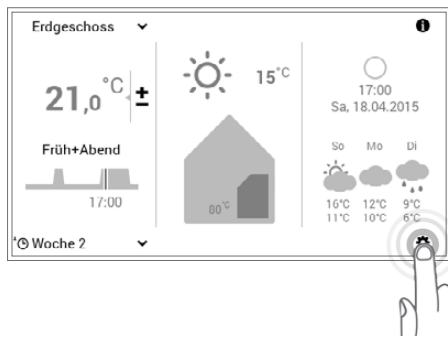 Erdgeschoss
21,0°C ±
Früh+Abend
17:00
Woche 2
15°C
80°C
17:00
Sa, 18.04.2015
So Mo Di
16°C 12°C 9°C
11°C 10°C 6°C